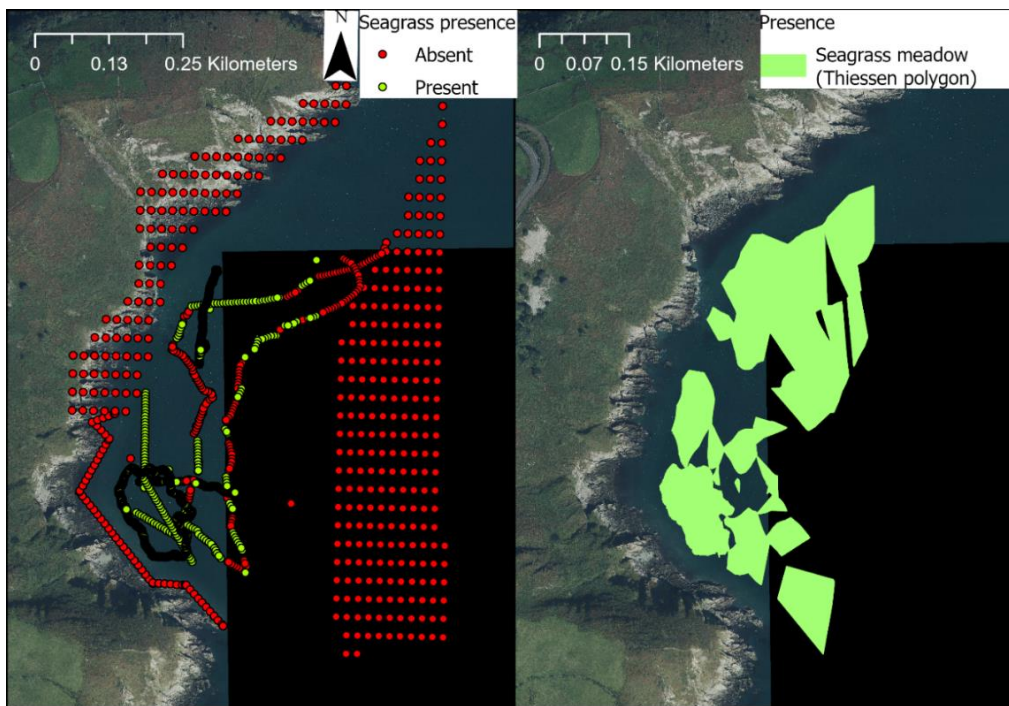 N
Seagrass presence
Absent
Present
0 0.13 0.25 Kilometers
Presence
Seagrass meadow
(Thiessen polygon)
0 0.07 0.15 Kilometers